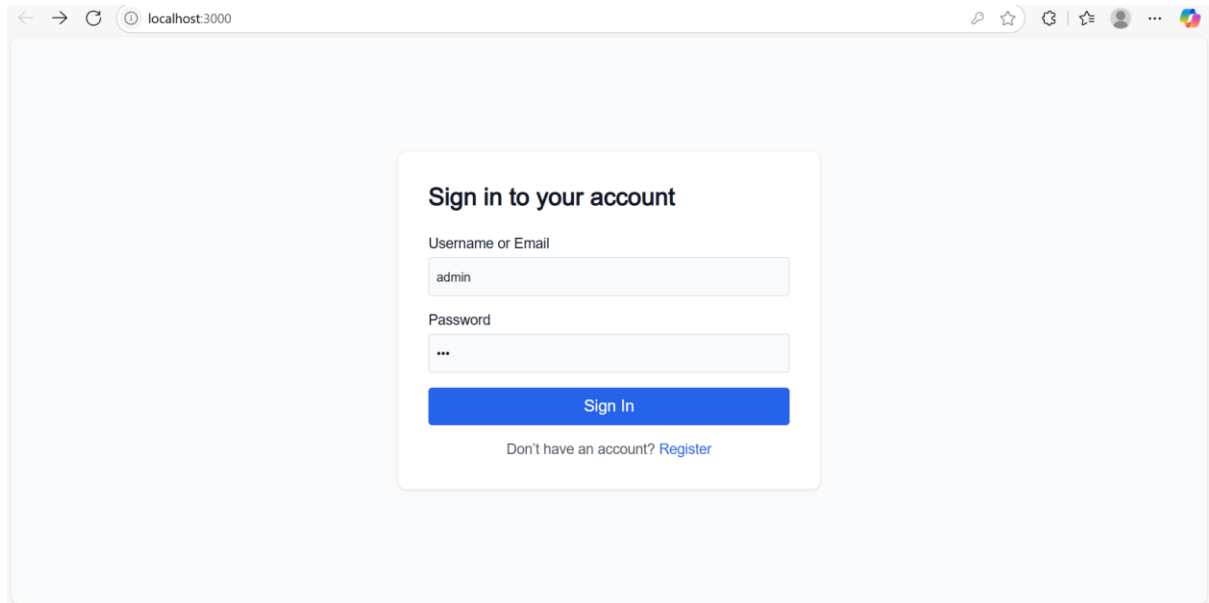 localhost:3000
Sign in to your account
Username or Email
admin
Password
•••
Sign In
Don't have an account? Register